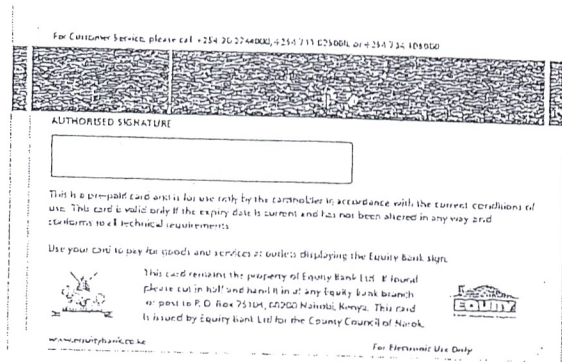 For Customer Service, please call +254 20 2744000, +254 711 025000, or +254 734 108000
AUTHORISED SIGNATURE
This is a pre-paid card and is for use only by the cardholder in accordance with the current conditions of
use. This card is valid only if the expiry date is current and has not been altered in any way and
conforms to all technical requirements
Use your card to pay for goods and services at outlets displaying the Equity Bank sign.
This card remains the property of Equity Bank Ltd. If found
please cut in half and hand it in at any Equity bank branch
or post to P. O. Box 75104, 00200 Nairobi, Kenya. This card
is issued by Equity Bank Ltd for the County Council of Narok.
EQUITY
www.equitybank.co.ke
For Electronic Use Only